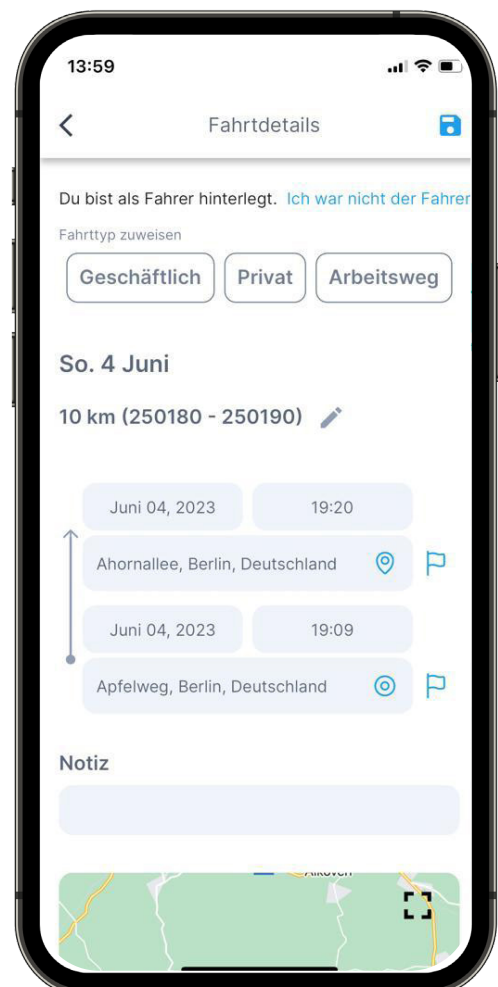 13:59
Fahrtdetails
Du bist als Fahrer hinterlegt. Ich war nicht der Fahrer
Fahrttyp zuweisen
Geschäftlich Privat Arbeitsweg
So. 4 Juni
10 km (250180 - 250190)
Juni 04, 2023 19:20
Ahornallee, Berlin, Deutschland
Juni 04, 2023 19:09
Apfelweg, Berlin, Deutschland
Notiz
Alkoven